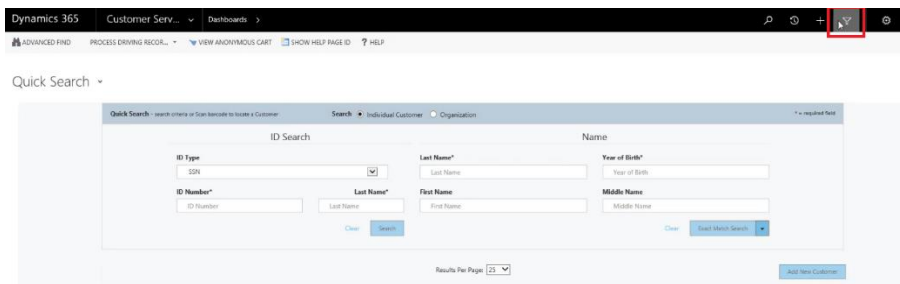 Dynamics 365 Customer Serv... Dashboards >
ADVANCED FIND PROCESS DRIVING RECOR... VIEW ANONYMOUS CART SHOW HELP PAGE ID ? HELP
Quick Search
Quick Search - search criteria or Scan barcode to locate a Customer Search Individual Customer Organization * = required field
ID Search Name
ID Type Last Name* Year of Birth*
SSN Last Name Year of Birth
ID Number* Last Name* First Name Middle Name
ID Number Last Name First Name Middle Name
Clear Search Clear Exact Match Search
Results Per Page: 25 Add New Customer